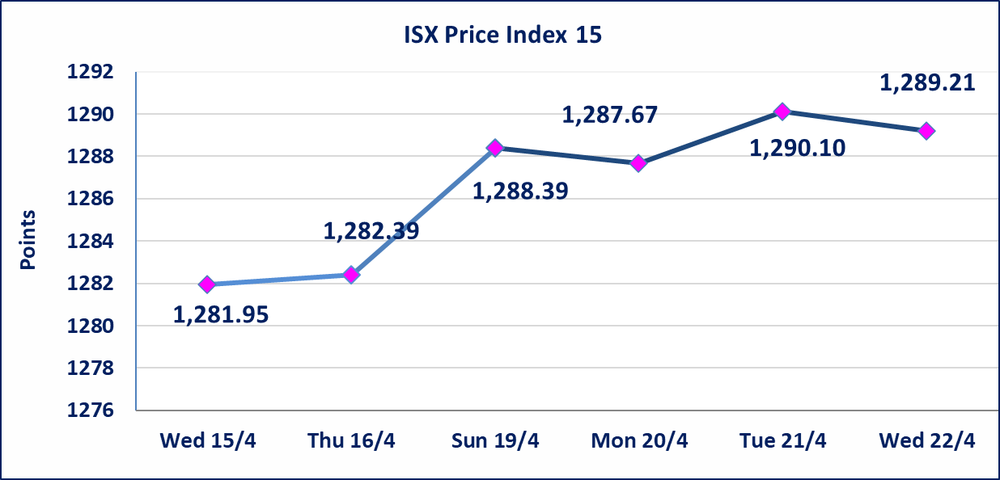 ISX Price Index 15
Points
1292
1290
1288
1286
1284
1282
1280
1278
1276
1,281.95
1,282.39
1,288.39
1,287.67
1,290.10
1,289.21
Wed 15/4
Thu 16/4
Sun 19/4
Mon 20/4
Tue 21/4
Wed 22/4